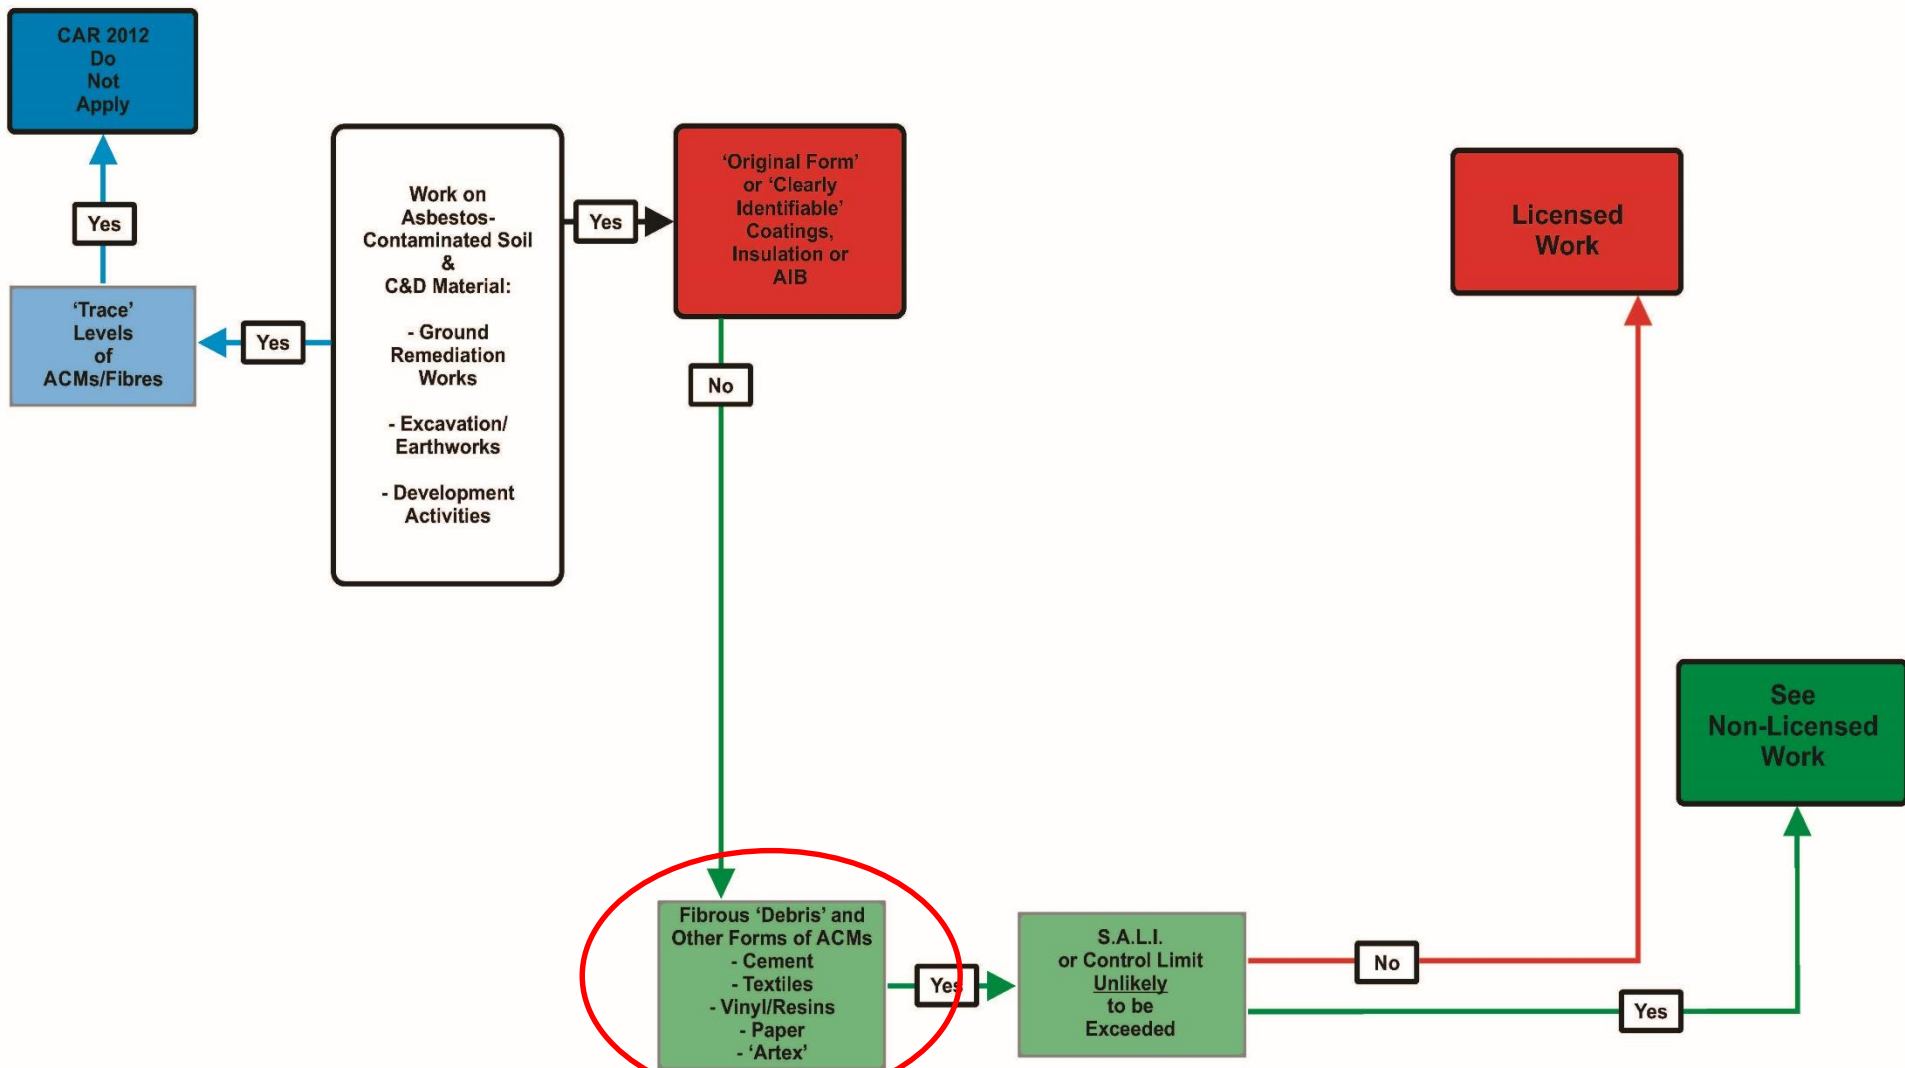 CAR 2012
Do
Not
Apply
Yes
'Trace'
Levels
of
ACMs/Fibres
Yes
Work on
Asbestos-
Contaminated Soil
&
C&D Material:
- Ground
Remediation
Works
- Excavation/
Earthworks
- Development
Activities
Yes
'Original Form'
or 'Clearly
Identifiable'
Coatings,
Insulation or
AIB
No
Fibrous 'Debris' and
Other Forms of ACMs
- Cement
- Textiles
- Vinyl/Resins
- Paper
- 'Artex'
Yes
S.A.L.I.
or Control Limit
Unlikely
to be
Exceeded
No
Yes
Licensed
Work
See
Non-Licensed
Work